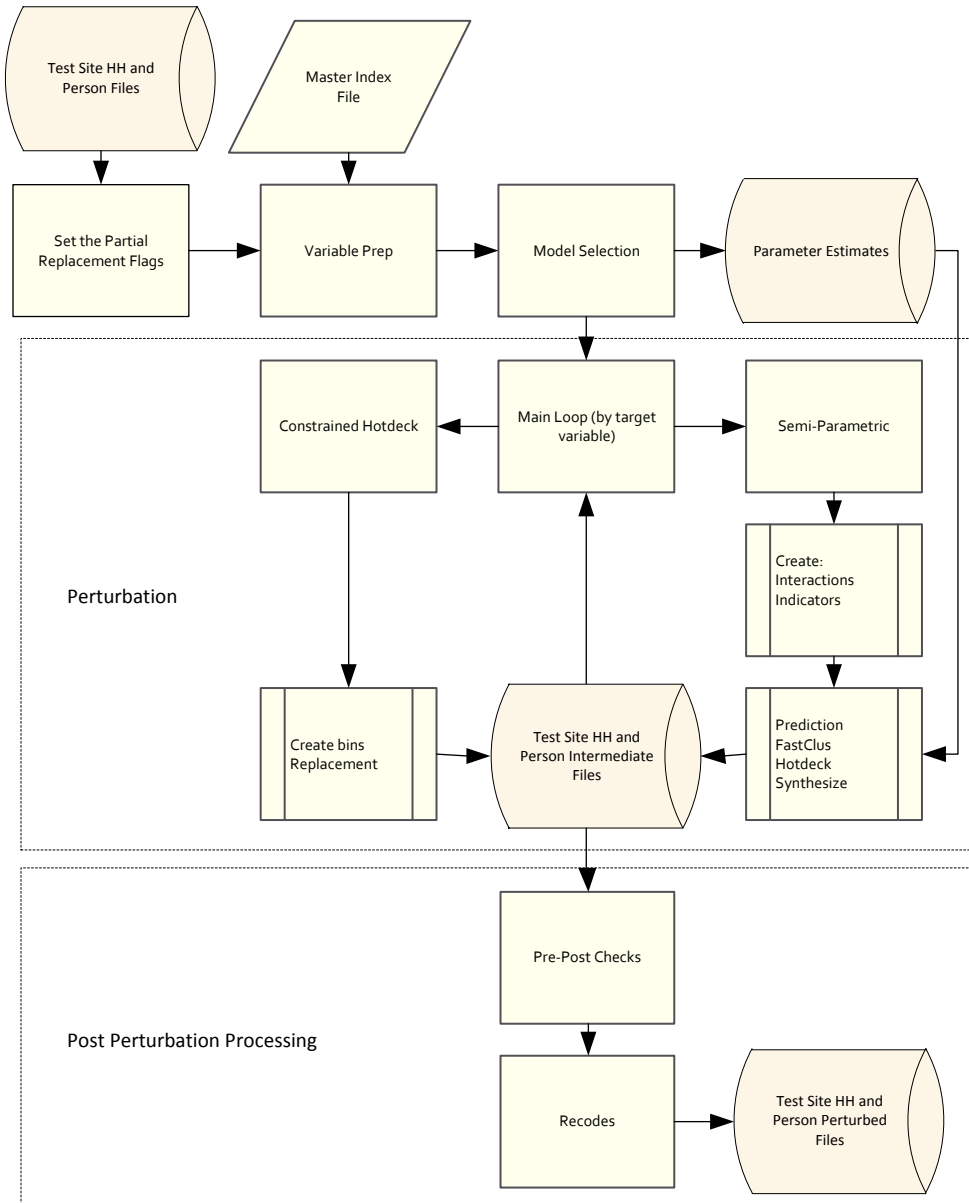 Test Site HH and
Person Files
Master Index
File
Set the Partial
Replacement Flags
Variable Prep
Model Selection
Parameter Estimates
Constrained Hotdeck
Main Loop (by target
variable)
Semi-Parametric
Create:
Interactions
Indicators
Perturbation
Create bins
Replacement
Test Site HH and
Person Intermediate
Files
Prediction
FastClus
Hotdeck
Synthesize
Pre-Post Checks
Post Perturbation Processing
Recodes
Test Site HH and
Person Perturbed
Files